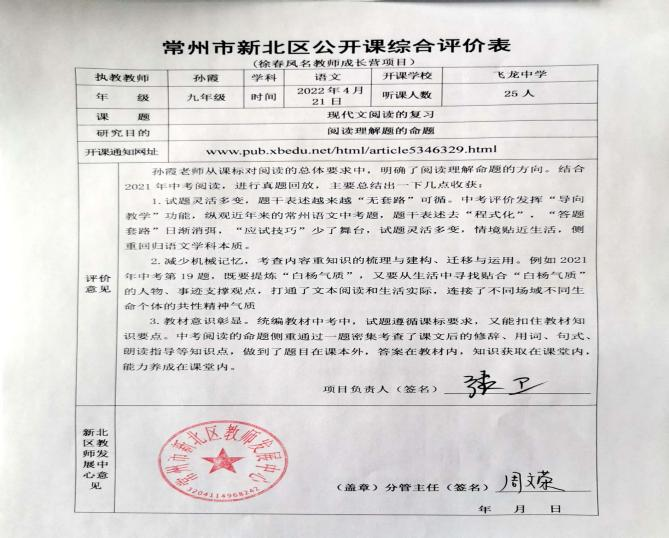 常州市新北区公开课综合评价表
(徐春凤名教师成长营项目)
执教教师 孙霞 学科 语文 开课学校 飞龙中学
年级 九年级 时间 2022年4月21日 听课人数 25人
课题 现代文阅读的复习
研究目的 阅读理解题的命题
开课通知网址 www.pub.xbedu.net/html/article5346329.html
评价意见
孙霞老师从课标对阅读的总体要求中，明确了阅读理解命题的方向。结合
2021年中考阅读，进行真题回放，主要总结出一下几点收获：
1.试题灵活多变，题干表述越来越“无套路”可循。中考评价发挥“导向
教学”功能，纵观近年来的常州语文中考题，题干表述去“程式化”，“答题
套路”日渐消弭，“应试技巧”少了舞台，试题灵活多变，情境贴近生活，侧
重回归语文学科本质。
2.减少机械记忆，考查内容重知识的梳理与建构、迁移与运用。例如2021
年中考第19题，既要提炼“白杨气质”，又要从生活中寻找贴合“白杨气质”
的人物、事迹支撑观点，打通了文本阅读和生活实际，连接了不同场域不同生
命个体的共性精神气质
3.教材意识彰显。统编教材中考中，试题遵循课标要求，又能扣住教材知
识要点。中考阅读的命题侧重通过一题密集考查了课文后的修辞、用词、句式、
朗读指导等知识点，做到了题目在课本外，答案在教材内，知识获取在课堂内，
能力养成在课堂内。
项目负责人（签名） 张卫
新北区教师发展中心意见
常州市新北区教师发展中心
3204114968242
（盖章）分管主任（签名） 周文荣
年 月 日